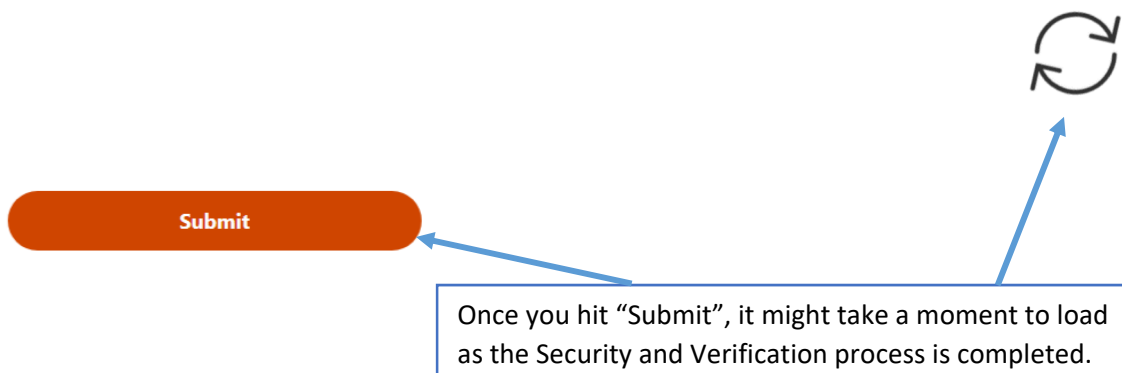 Submit
Once you hit “Submit”, it might take a moment to load
as the Security and Verification process is completed.